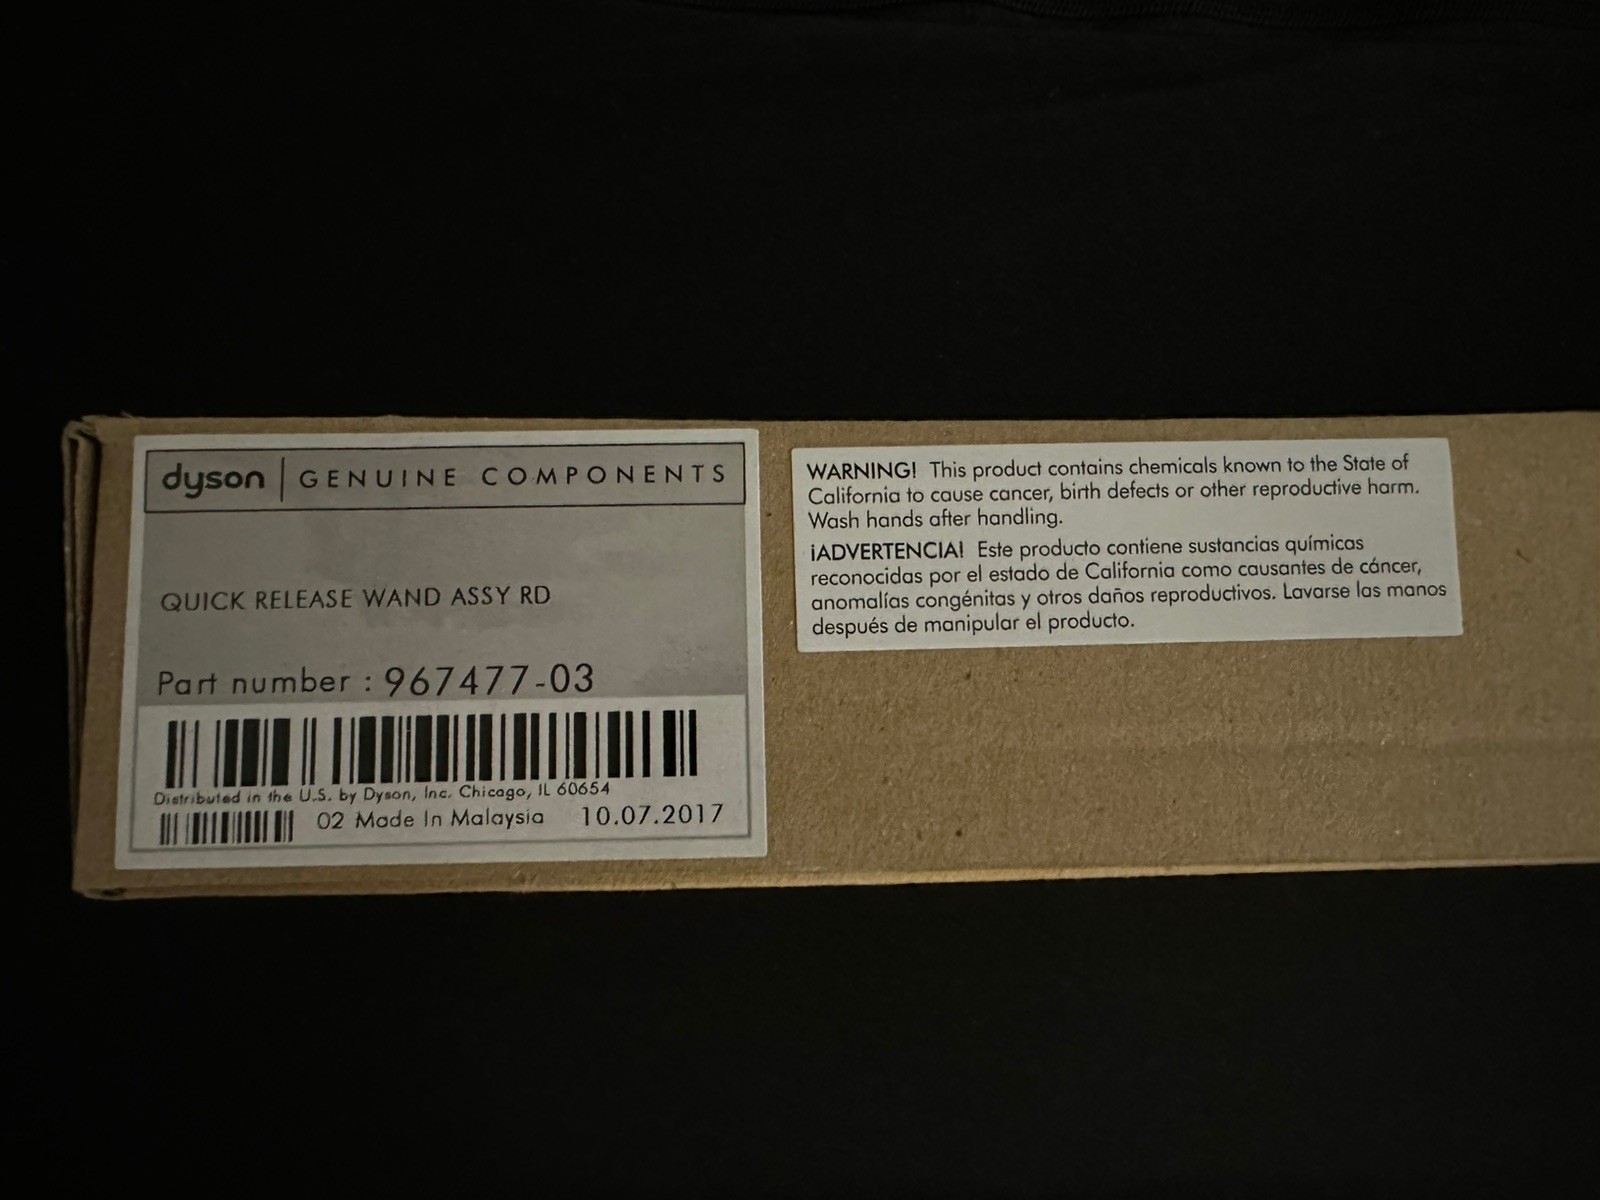 dyson | GENUINE COMPONENTS
QUICK RELEASE WAND ASSY RD
Part number : 967477-03
Distributed in the U.S. by Dyson, Inc. Chicago, IL 60654
02 Made In Malaysia 10.07.2017
WARNING! This product contains chemicals known to the State of
California to cause cancer, birth defects or other reproductive harm.
Wash hands after handling.
¡ADVERTENCIA! Este producto contiene sustancias químicas
reconocidas por el estado de California como causantes de cáncer,
anomalías congénitas y otros daños reproductivos. Lavarse las manos
después de manipular el producto.